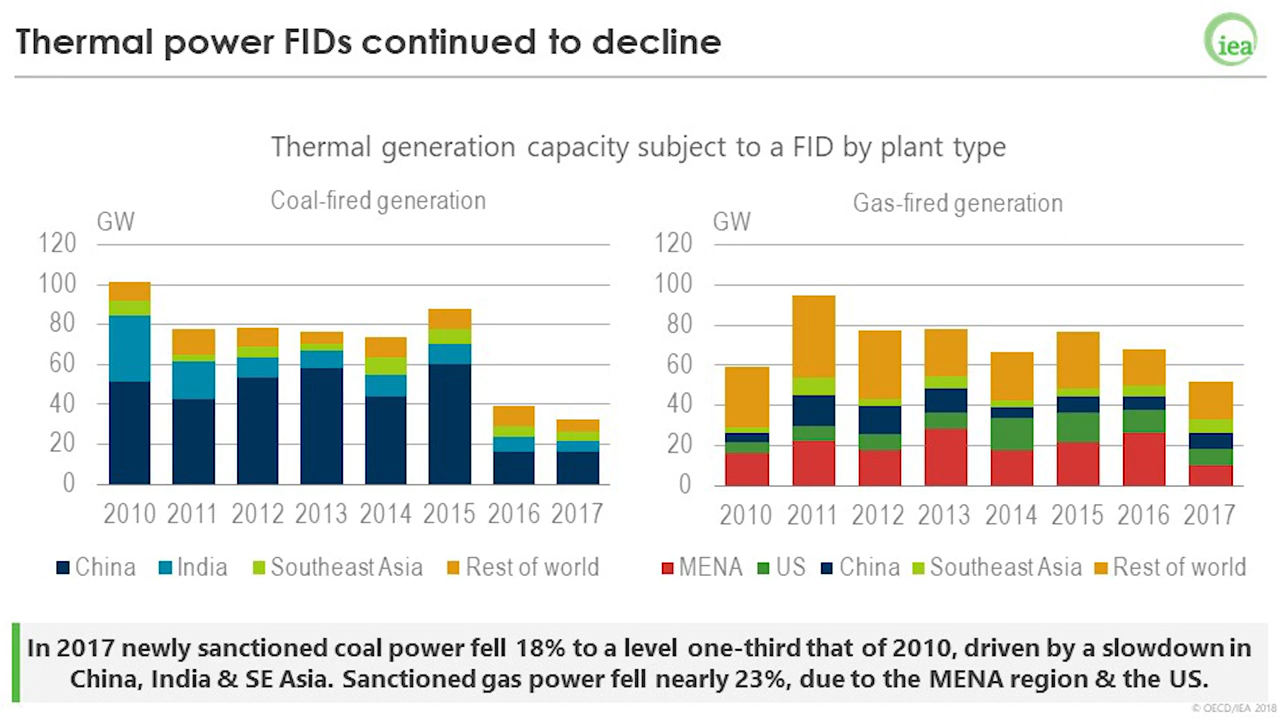 Thermal power FIDs continued to decline
iea
Thermal generation capacity subject to a FID by plant type
Coal-fired generation
GW
120
100
80
60
40
20
0
2010 2011 2012 2013 2014 2015 2016 2017
China India Southeast Asia Rest of world
Gas-fired generation
GW
120
100
80
60
40
20
0
2010 2011 2012 2013 2014 2015 2016 2017
MENA US China Southeast Asia Rest of world
In 2017 newly sanctioned coal power fell 18% to a level one-third that of 2010, driven by a slowdown in
China, India & SE Asia. Sanctioned gas power fell nearly 23%, due to the MENA region & the US.
© OECD/IEA 2018